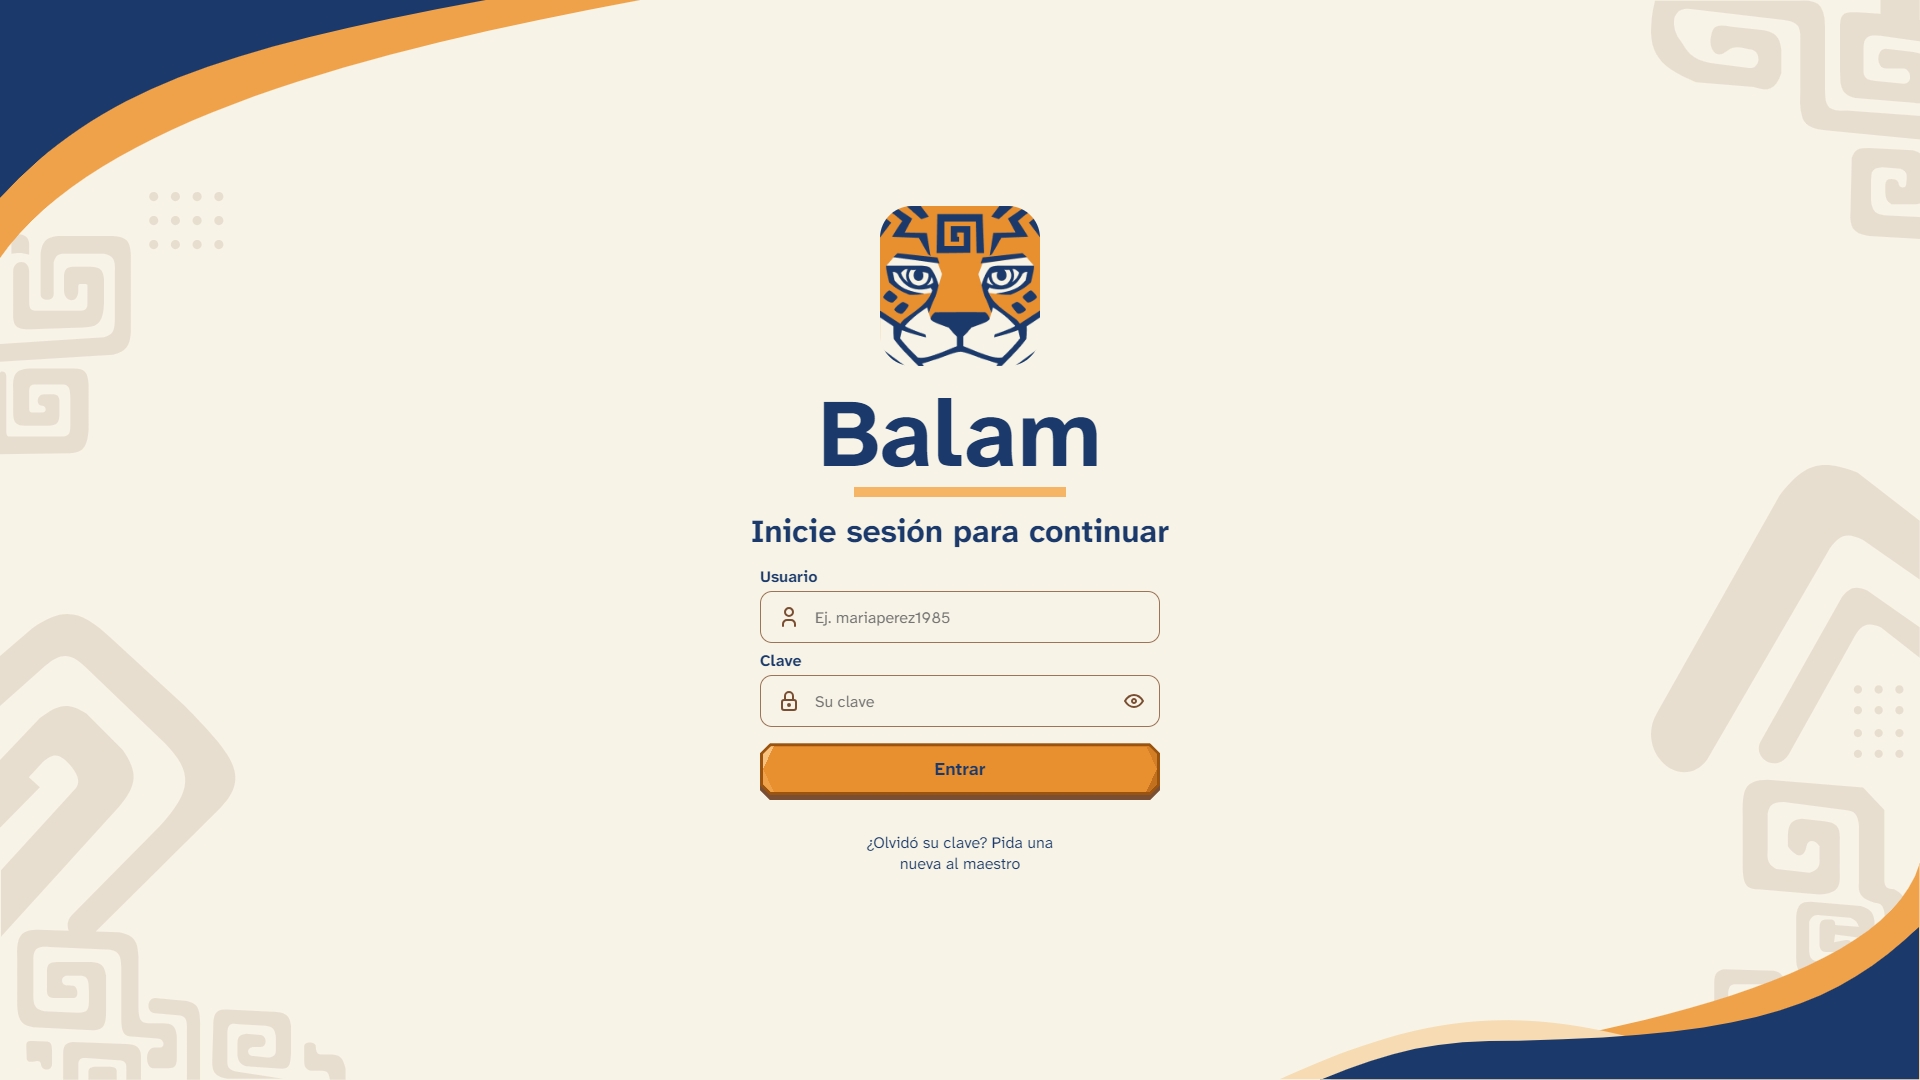 Balam
Inicie sesión para continuar
Usuario
Ej. mariaperez1985
Clave
Su clave
Entrar
¿Olvidó su clave? Pida una
nueva al maestro